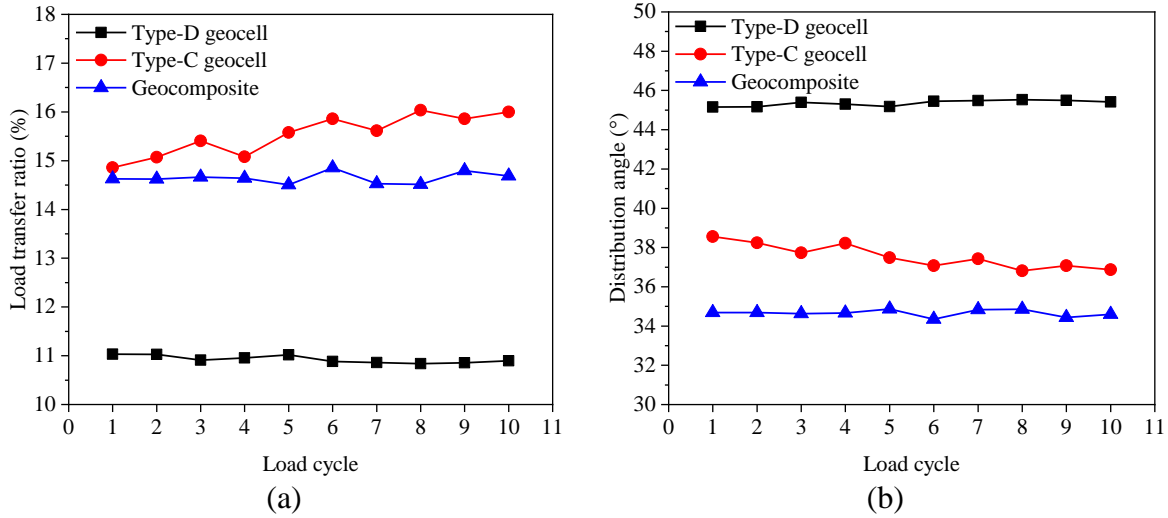 Type-D geocell
Type-C geocell
Geocomposite
Load transfer ratio (%)
18
17
16
15
14
13
12
11
10
0 1 2 3 4 5 6 7 8 9 10 11
Load cycle
(a)
Type-D geocell
Type-C geocell
Geocomposite
Distribution angle (°)
50
48
46
44
42
40
38
36
34
32
30
0 1 2 3 4 5 6 7 8 9 10 11
Load cycle
(b)